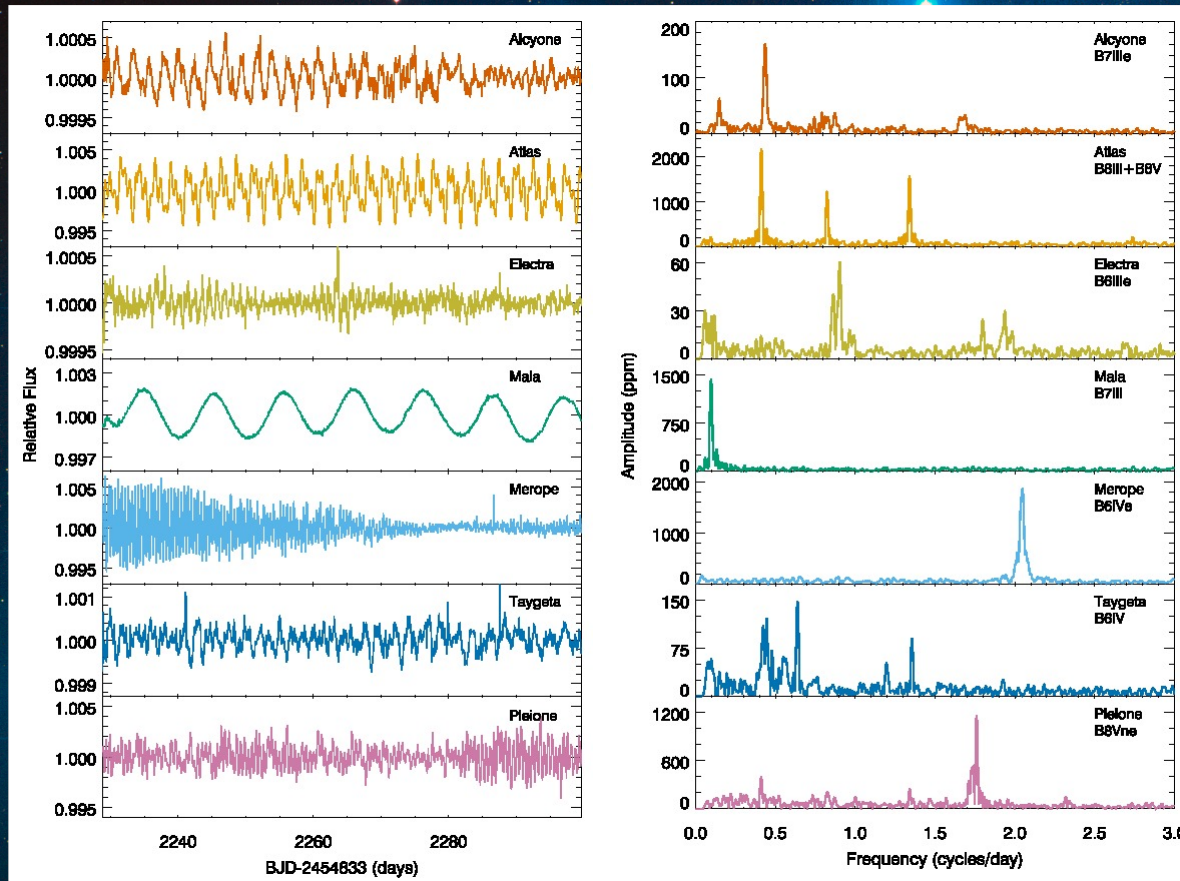 1.0005
1.0000
0.9995
Alcyone
1.005
1.000
0.995
Atlas
1.0005
1.0000
0.9995
Electra
1.003
1.000
0.997
Maia
1.005
1.000
0.995
Merope
1.001
1.000
0.999
Taygeta
1.005
1.000
0.995
Pleione
2240
2260
2280
BJD-2454833 (days)
Relative Flux
200
100
0
Alcyone
B7IIIe
2000
1000
0
Atlas
B8III+B8V
60
30
0
Electra
B6IIIe
1500
750
0
Maia
B7III
2000
1000
0
Merope
B6IVe
150
75
0
Taygeta
B6IV
1200
600
0
Pleione
B8Vne
0.0
0.5
1.0
1.5
2.0
2.5
3.0
Frequency (cycles/day)
Amplitude (ppm)